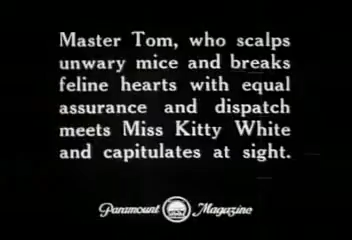 Master Tom, who scalps
unwary mice and breaks
feline hearts with equal
assurance and dispatch
meets Miss Kitty White
and capitulates at sight.
Paramount Magazine